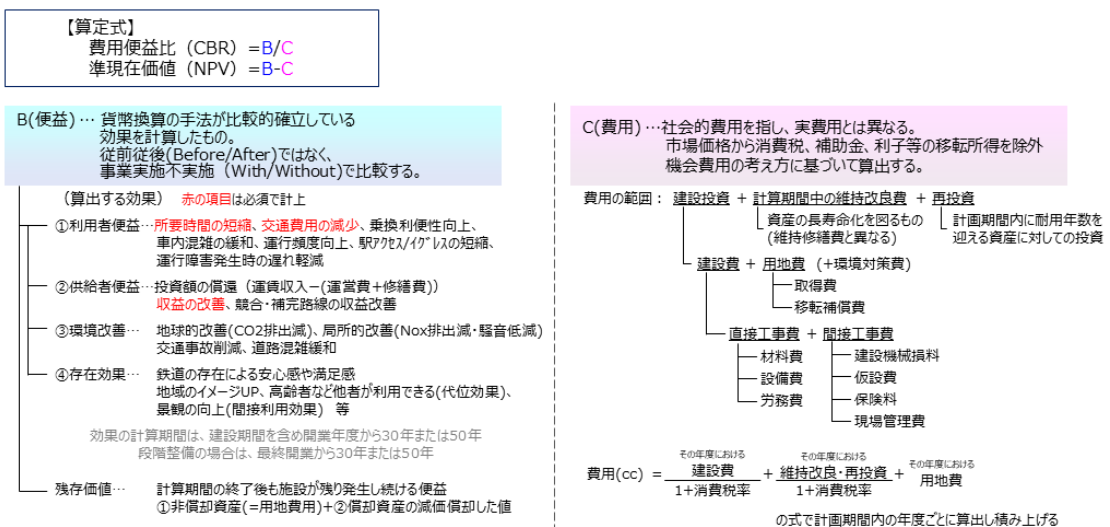 【算定式】
費用便益比（CBR）＝B/C
準現在価値（NPV）＝B-C
B(便益)… 貨幣換算の手法が比較的確立している
効果を計算したもの。
従前従後(Before/After)ではなく、
事業実施不実施（With/Without)で比較する。
（算出する効果） 赤の項目は必須で計上
①利用者便益…所要時間の短縮、交通費用の減少、乗換利便性向上、
車内混雑の緩和、運行頻度向上、駅アクセス/イグレスの短縮、
運行障害発生時の遅れ軽減
②供給者便益…投資額の償還（運賃収入－(運営費+修繕費))
収益の改善、競合・補完路線の収益改善
③環境改善… 地球的改善(CO2排出減)、局所的改善(Nox排出減・騒音低減)
交通事故削減、道路混雑緩和
④存在効果… 鉄道の存在による安心感や満足感
地域のイメージUP、高齢者など他者が利用できる(代位効果)、
景観の向上(間接利用効果) 等
効果の計算期間は、建設期間を含め開業年度から30年または50年
段階整備の場合は、最終開業から30年または50年
残存価値… 計算期間の終了後も施設が残り発生し続ける便益
①非償却資産(=用地費用)+②償却資産の減価償却した値
C(費用)…社会的費用を指し、実費用とは異なる。
市場価格から消費税、補助金、利子等の移転所得を除外
機会費用の考え方に基づいて算出する。
費用の範囲： 建設投資 + 計算期間中の維持改良費 + 再投資
資産の長寿命化を図るもの
(維持修繕費と異なる)
計画期間内に耐用年数を
迎える資産に対しての投資
建設費 + 用地費 (+環境対策費)
取得費
移転補償費
直接工事費 + 間接工事費
材料費
設備費
労務費
建設機械損料
仮設費
保険料
現場管理費
その年度における その年度における その年度における
費用(cc) = 建設費 + 維持改良・再投資 + 用地費
1+消費税率 1+消費税率
の式で計画期間内の年度ごとに算出し積み上げる